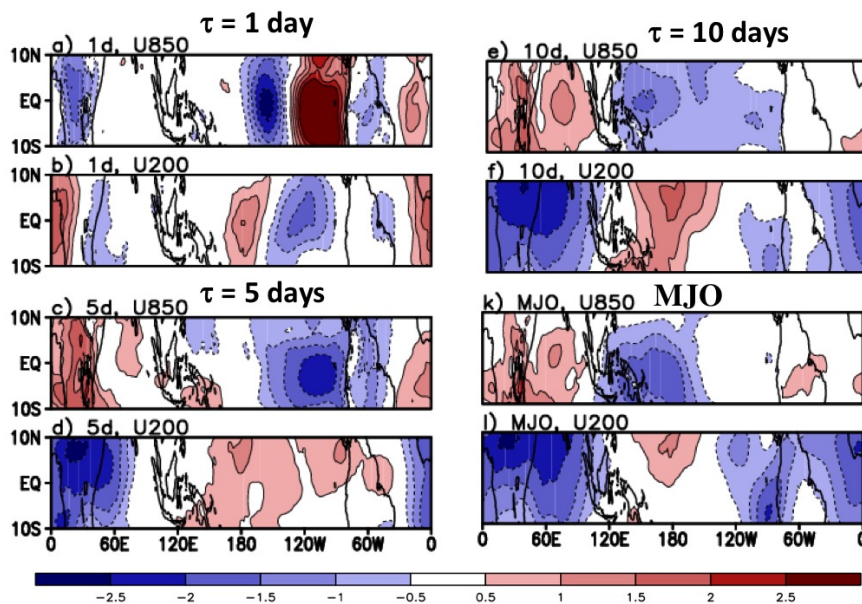 τ = 1 day
a) 1d, U850
10N
EQ
10S
b) 1d, U200
10N
EQ
10S
τ = 5 days
c) 5d, U850
10N
EQ
10S
d) 5d, U200
10N
EQ
10S
0 60E 120E 180 120W 60W 0
τ = 10 days
e) 10d, U850
f) 10d, U200
MJO
k) MJO, U850
l) MJO, U200
0 60E 120E 180 120W 60W 0
−2.5 −2 −1.5 −1 −0.5 0.5 1 1.5 2 2.5